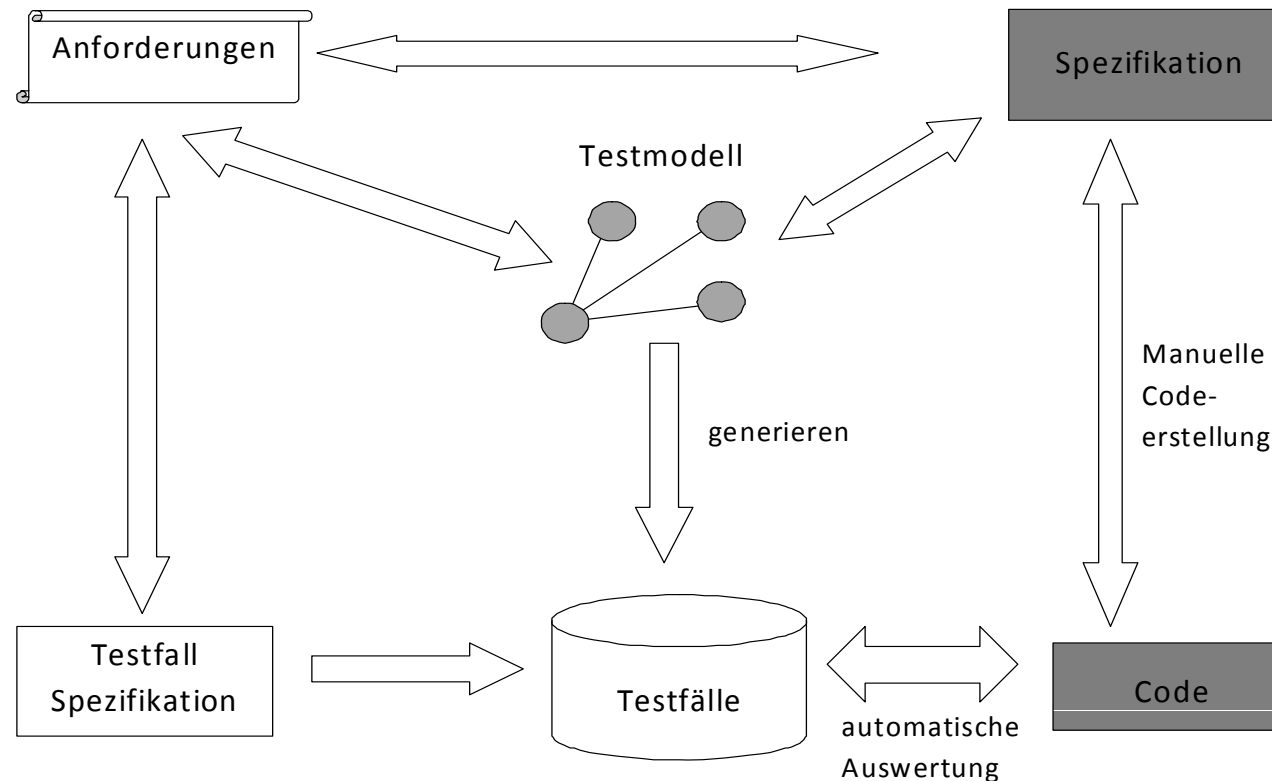 Anforderungen
Spezifikation
Testmodell
Manuelle
Code-
erstellung
generieren
Testfall
Spezifikation
Testfälle
Code
automatische
Auswertung